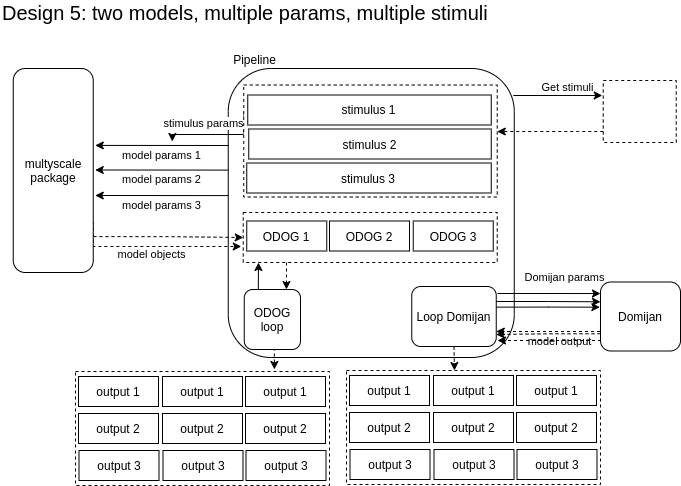 Design 5: two models, multiple params, multiple stimuli
Pipeline
Get stimuli
stimulus 1
stimulus params
stimulus 2
model params 1
multyscale
package
model params 2
stimulus 3
model params 3
ODOG 1 ODOG 2 ODOG 3
model objects
Domijan params
ODOG
loop
Loop Domijan
Domijan
model output
output 1 output 1 output 1 output 1 output 1 output 1
output 2 output 2 output 2 output 2 output 2 output 2
output 3 output 3 output 3 output 3 output 3 output 3